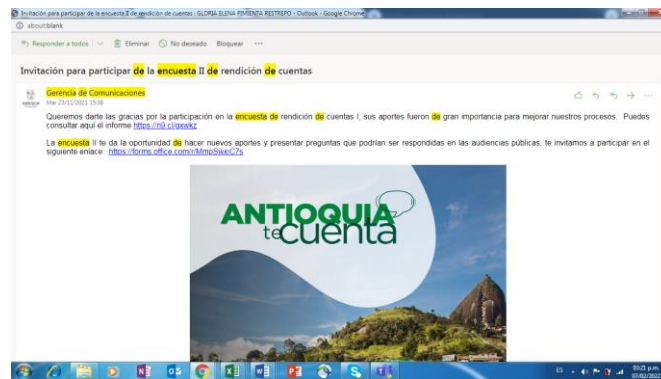 Invitación para participar de la encuesta II de rendición de cuentas - GLORIA ELENA PIMIENTA RESTREPO - Outlook - Google Chrome
about:blank
Responder a todos
Eliminar
No deseado
Bloquear
Invitación para participar de la encuesta II de rendición de cuentas
Gerencia de Comunicaciones
Mar 23/11/2021 15:38
Queremos darte las gracias por la participación en la encuesta de rendición de cuentas I, sus aportes fueron de gran importancia para mejorar nuestros procesos. Puedes
consultar aquí el informe https://n9.cl/gxwkz
La encuesta II te da la oportunidad de hacer nuevos aportes y presentar preguntas que podrían ser respondidas en las audiencias públicas, te invitamos a participar en el
siguiente enlace: https://forms.office.com/r/MmpSwxiC7s
ANTIOQUIA
te cuenta
ES
03:21 p.m.
07/02/2022